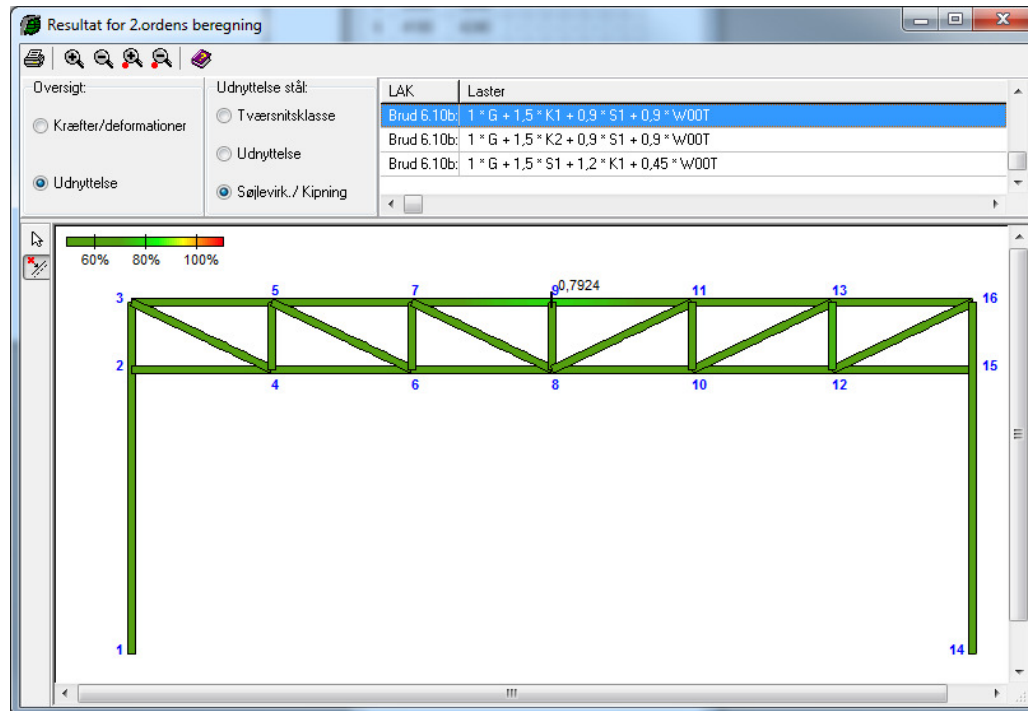 Resultat for 2.ordens beregning
Oversigt:
Kræfter/deformationer
Udnyttelse
Udnyttelse stål:
Tværsnitsklasse
Udnyttelse
Søjlevirk./ Kipning
LAK Laster
Brud 6.10b: 1 * G + 1,5 * K1 + 0,9 * S1 + 0,9 * W00T
Brud 6.10b: 1 * G + 1,5 * K2 + 0,9 * S1 + 0,9 * W00T
Brud 6.10b: 1 * G + 1,5 * S1 + 1,2 * K1 + 0,45 * W00T
60% 80% 100%
3 5 7 9 0,7924 11 13 16
2 15
4 6 8 10 12
1 14